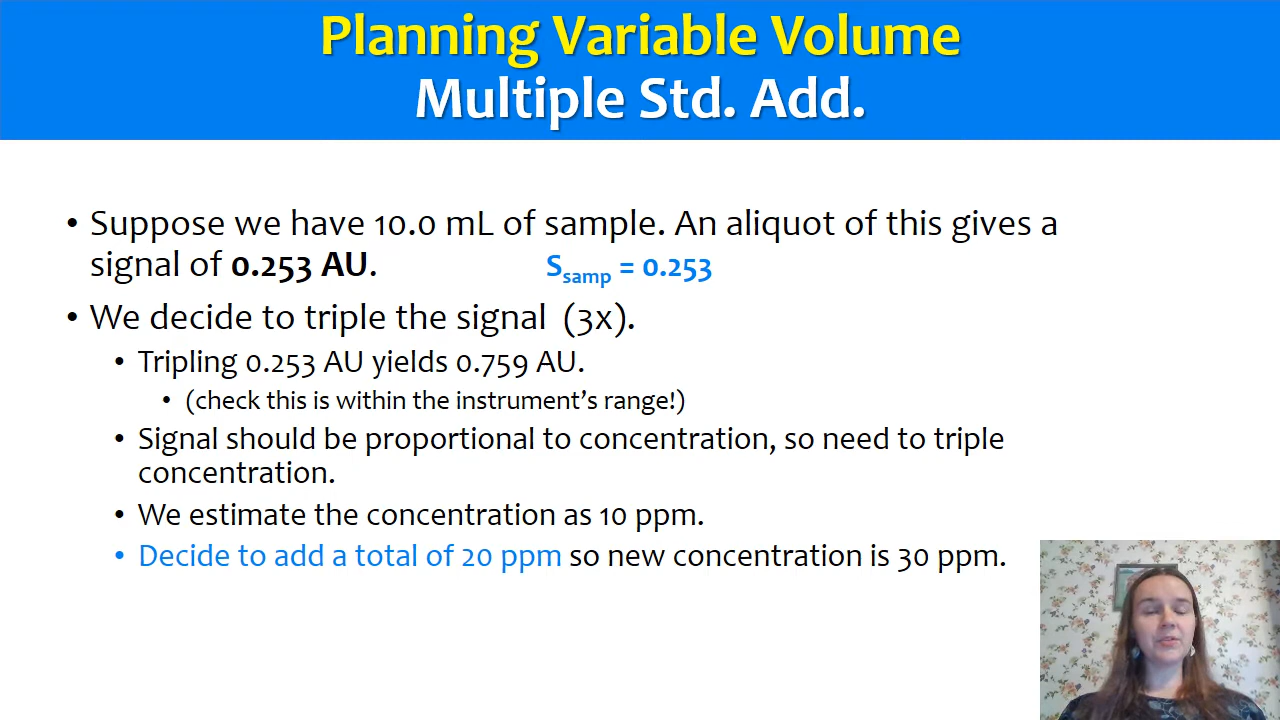 Planning Variable Volume
Multiple Std. Add.
• Suppose we have 10.0 mL of sample. An aliquot of this gives a
signal of 0.253 AU. Ssamp = 0.253
• We decide to triple the signal (3x).
• Tripling 0.253 AU yields 0.759 AU.
• (check this is within the instrument’s range!)
• Signal should be proportional to concentration, so need to triple
concentration.
• We estimate the concentration as 10 ppm.
• Decide to add a total of 20 ppm so new concentration is 30 ppm.